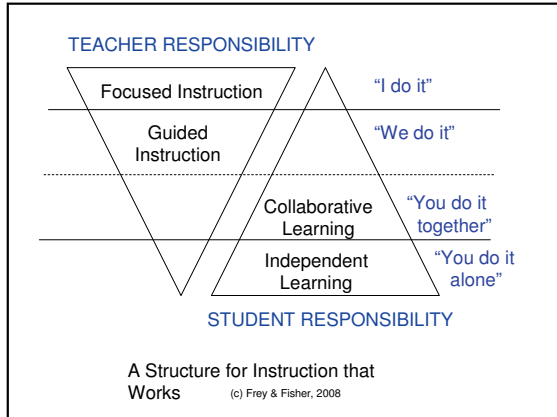 TEACHER RESPONSIBILITY
Focused Instruction
“I do it”
Guided
Instruction
“We do it”
Collaborative
Learning
“You do it
together”
Independent
Learning
“You do it
alone”
STUDENT RESPONSIBILITY
A Structure for Instruction that
Works (c) Frey & Fisher, 2008